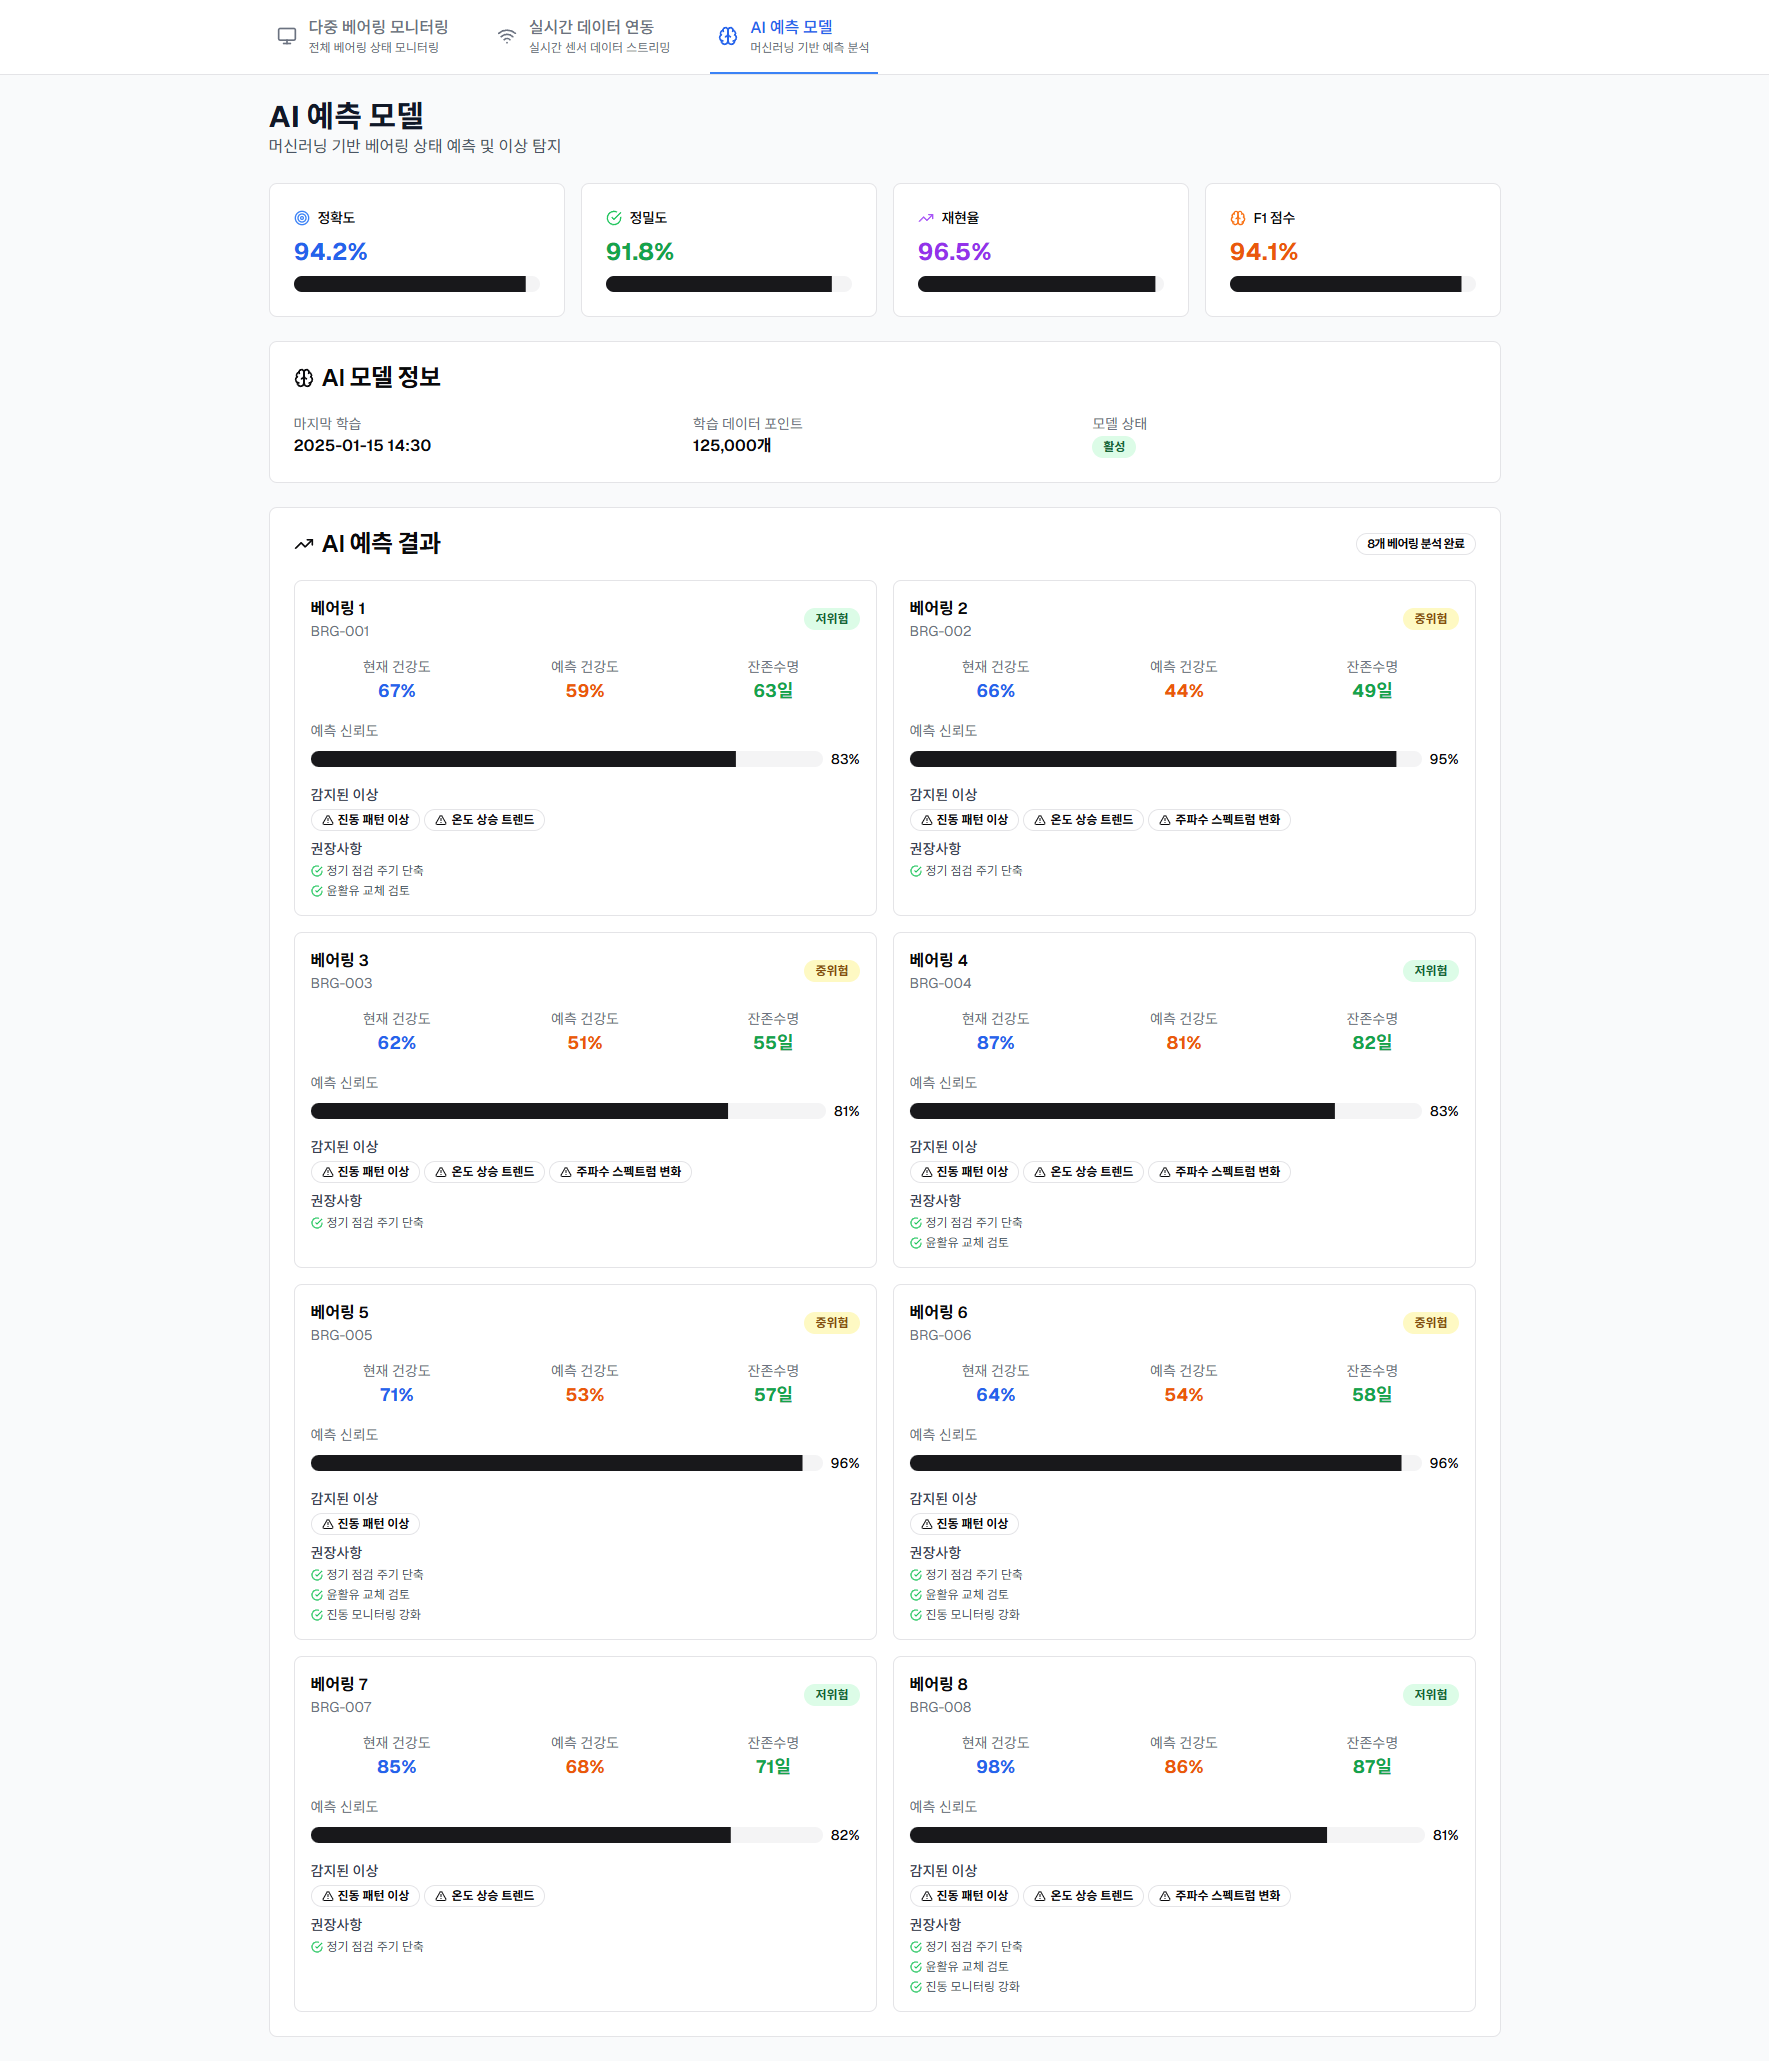 다중 베어링 모니터링
전체 베어링 상태 모니터링
실시간 데이터 연동
실시간 센서 데이터 스트리밍
AI 예측 모델
머신러닝 기반 예측 분석
AI 예측 모델
머신러닝 기반 베어링 상태 예측 및 이상 탐지
정확도
94.2%
정밀도
91.8%
재현율
96.5%
F1 점수
94.1%
AI 모델 정보
마지막 학습
2025-01-15 14:30
학습 데이터 포인트
125,000개
모델 상태
활성
AI 예측 결과
8개 베어링 분석 완료
베어링 1
BRG-001
저위험
현재 건강도
67%
예측 건강도
59%
잔존수명
63일
예측 신뢰도
83%
감지된 이상
진동 패턴 이상
온도 상승 트렌드
권장사항
정기 점검 주기 단축
윤활유 교체 검토
베어링 2
BRG-002
중위험
현재 건강도
66%
예측 건강도
44%
잔존수명
49일
예측 신뢰도
95%
감지된 이상
진동 패턴 이상
온도 상승 트렌드
주파수 스펙트럼 변화
권장사항
정기 점검 주기 단축
베어링 3
BRG-003
중위험
현재 건강도
62%
예측 건강도
51%
잔존수명
55일
예측 신뢰도
81%
감지된 이상
진동 패턴 이상
온도 상승 트렌드
주파수 스펙트럼 변화
권장사항
정기 점검 주기 단축
베어링 4
BRG-004
저위험
현재 건강도
87%
예측 건강도
81%
잔존수명
82일
예측 신뢰도
83%
감지된 이상
진동 패턴 이상
온도 상승 트렌드
주파수 스펙트럼 변화
권장사항
정기 점검 주기 단축
윤활유 교체 검토
베어링 5
BRG-005
중위험
현재 건강도
71%
예측 건강도
53%
잔존수명
57일
예측 신뢰도
96%
감지된 이상
진동 패턴 이상
권장사항
정기 점검 주기 단축
윤활유 교체 검토
진동 모니터링 강화
베어링 6
BRG-006
중위험
현재 건강도
64%
예측 건강도
54%
잔존수명
58일
예측 신뢰도
96%
감지된 이상
진동 패턴 이상
권장사항
정기 점검 주기 단축
윤활유 교체 검토
진동 모니터링 강화
베어링 7
BRG-007
저위험
현재 건강도
85%
예측 건강도
68%
잔존수명
71일
예측 신뢰도
82%
감지된 이상
진동 패턴 이상
온도 상승 트렌드
권장사항
정기 점검 주기 단축
베어링 8
BRG-008
저위험
현재 건강도
98%
예측 건강도
86%
잔존수명
87일
예측 신뢰도
81%
감지된 이상
진동 패턴 이상
온도 상승 트렌드
주파수 스펙트럼 변화
권장사항
정기 점검 주기 단축
윤활유 교체 검토
진동 모니터링 강화